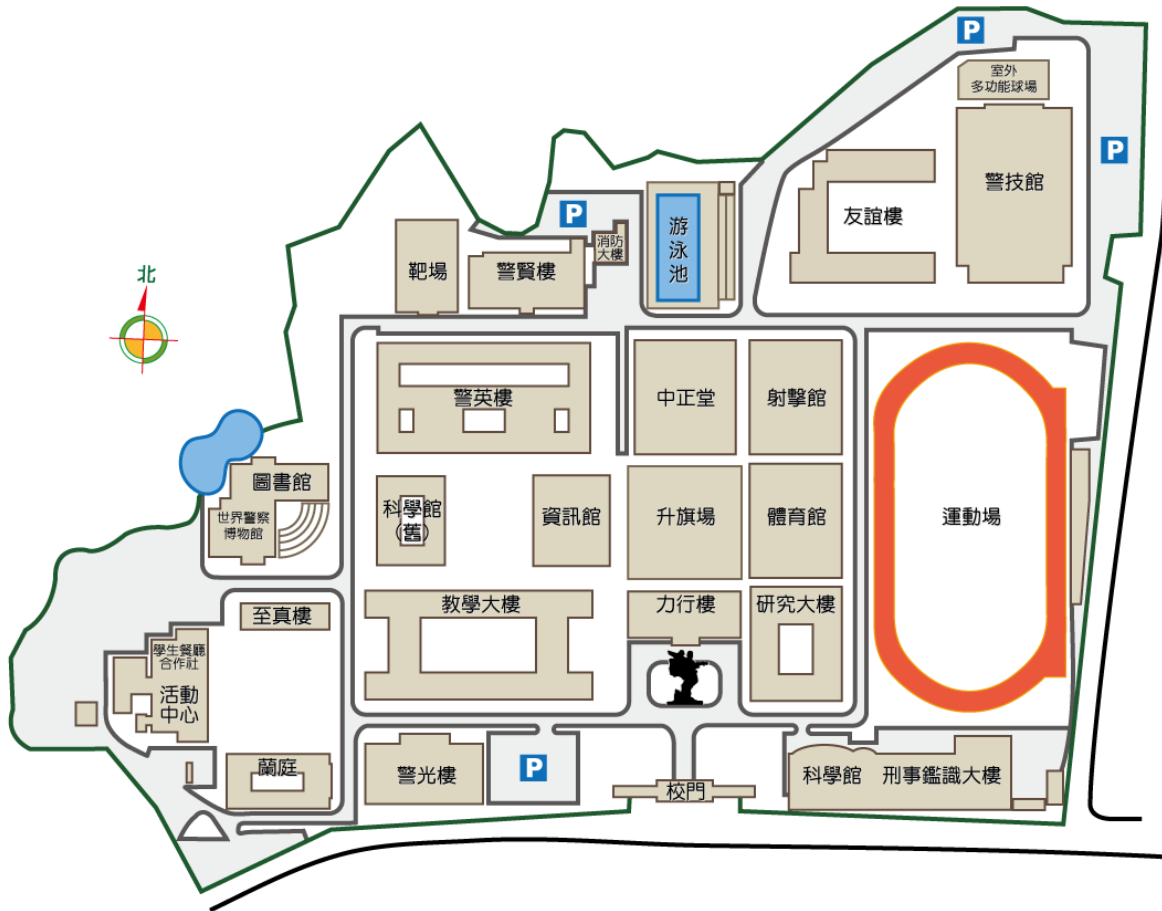 P
室外
多功能球場
P
警技館
友誼樓
P
消防
大樓
游泳池
靶場
警賢樓
北
警英樓
中正堂
射擊館
圖書館
世界警察
博物館
科學館
(舊)
資訊館
升旗場
體育館
運動場
至真樓
教學大樓
力行樓
研究大樓
學生餐廳
合作社
活動
中心
蘭庭
警光樓
P
校門
科學館
刑事鑑識大樓